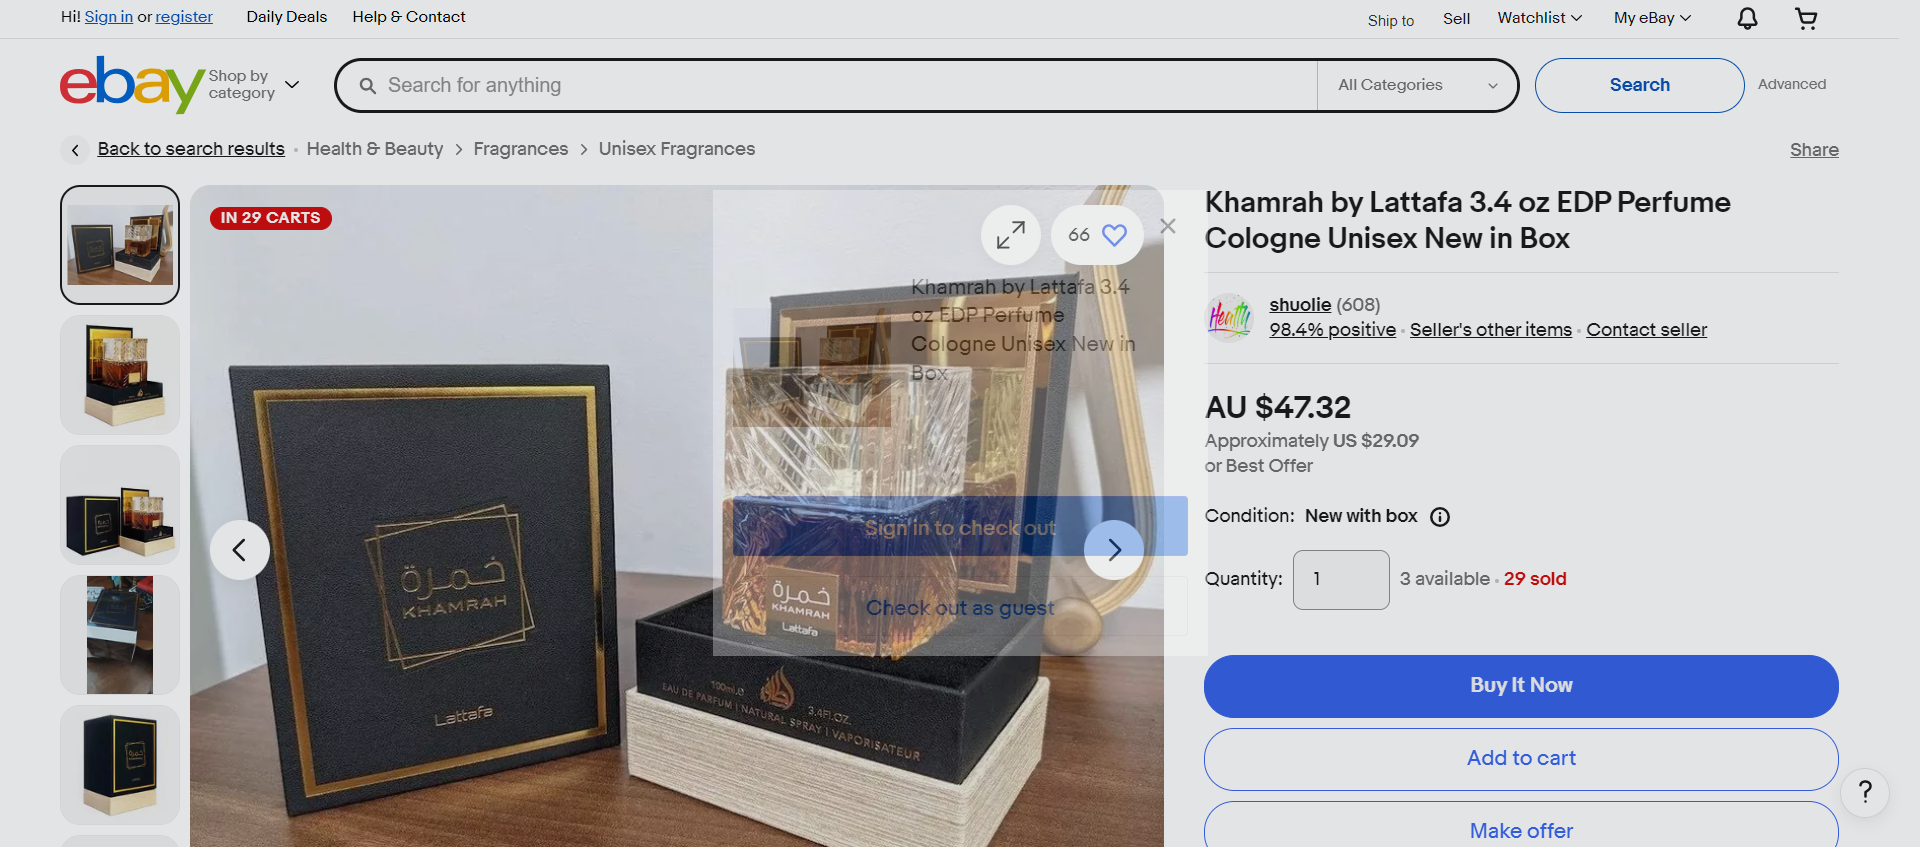 Hi! Sign in or register
Daily Deals
Help & Contact
Ship to
Sell
Watchlist
My eBay
ebay
Shop by
category
Search for anything
All Categories
Search
Advanced
Back to search results
Health & Beauty
Fragrances
Unisex Fragrances
Share
IN 29 CARTS
66
خمرة
KHAMRAH
Lattafa
خمرة
KHAMRAH
Lattafa
100ml.e
3.4FL.OZ.
EAU DE PARFUM | NATURAL SPRAY | VAPORISATEUR
Khamrah by Lattafa 3.4
oz EDP Perfume
Cologne Unisex New in
Box
Sign in to check out
Check out as guest
Khamrah by Lattafa 3.4 oz EDP Perfume
Cologne Unisex New in Box
Health
shuolie (608)
98.4% positive · Seller's other items · Contact seller
AU $47.32
Approximately US $29.09
or Best Offer
Condition: New with box
Quantity: 1 3 available · 29 sold
Buy It Now
Add to cart
Make offer
?